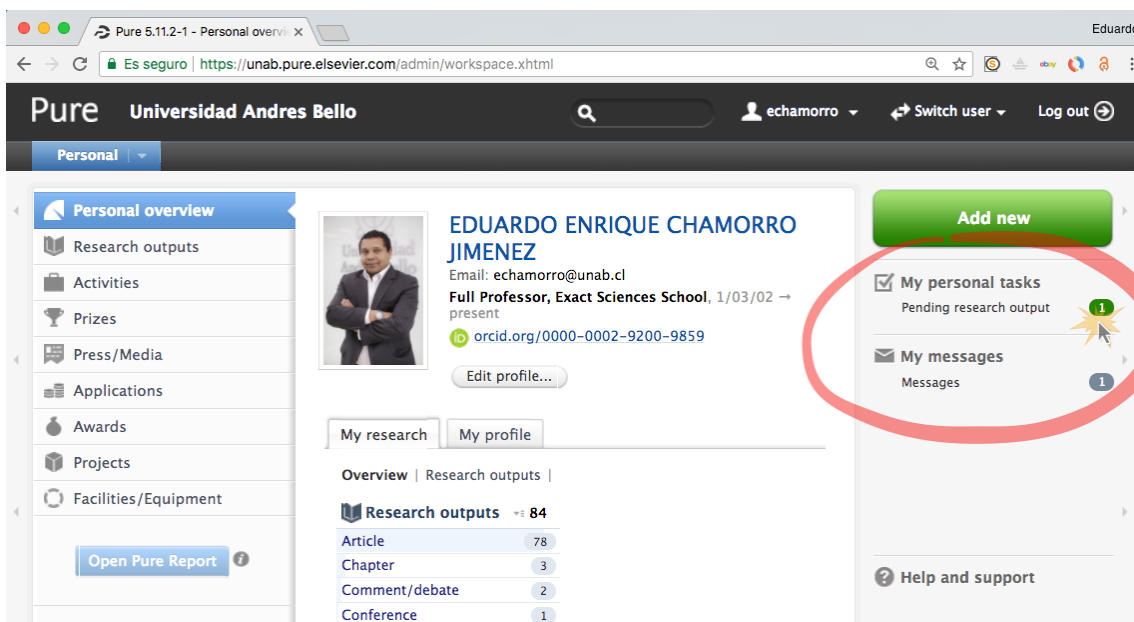 Pure 5.11.2-1 - Personal overvi
Eduardo
Es seguro | https://unab.pure.elsevier.com/admin/workspace.xhtml
ebay
Pure Universidad Andres Bello
echamorro
Switch user
Log out
Personal
Personal overview
Research outputs
Activities
Prizes
Press/Media
Applications
Awards
Projects
Facilities/Equipment
Open Pure Report
EDUARDO ENRIQUE CHAMORRO
JIMENEZ
Email: echamorro@unab.cl
Full Professor, Exact Sciences School, 1/03/02 →
present
iD orcid.org/0000-0002-9200-9859
Edit profile...
My research
My profile
Overview | Research outputs |
Research outputs 84
Article 78
Chapter 3
Comment/debate 2
Conference 1
Add new
My personal tasks
Pending research output 1
My messages
Messages 1
Help and support